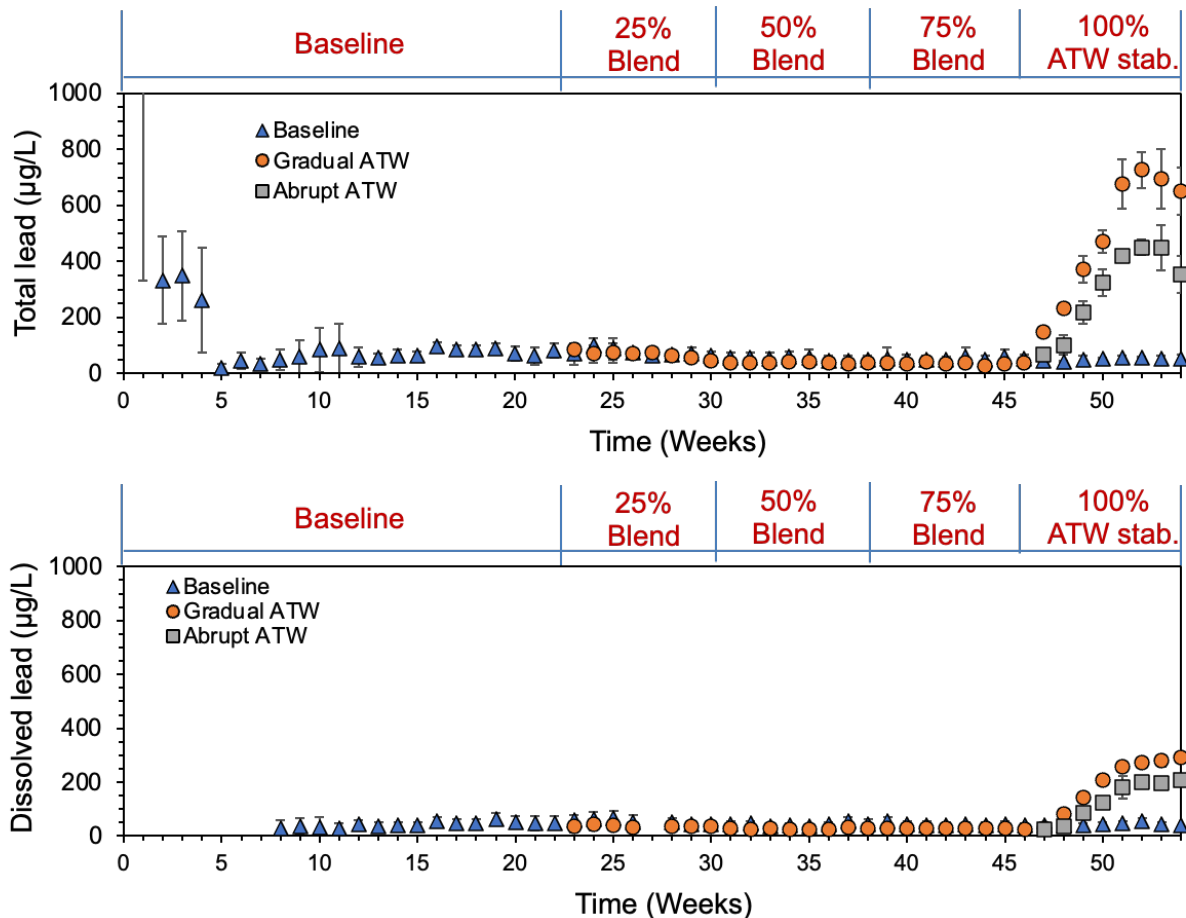 Baseline
25%
Blend
50%
Blend
75%
Blend
100%
ATW stab.
1000
800
600
400
200
0
Total lead (µg/L)
Baseline
Gradual ATW
Abrupt ATW
0 5 10 15 20 25 30 35 40 45 50
Time (Weeks)
Baseline
25%
Blend
50%
Blend
75%
Blend
100%
ATW stab.
1000
800
600
400
200
0
Dissolved lead (µg/L)
Baseline
Gradual ATW
Abrupt ATW
0 5 10 15 20 25 30 35 40 45 50
Time (Weeks)